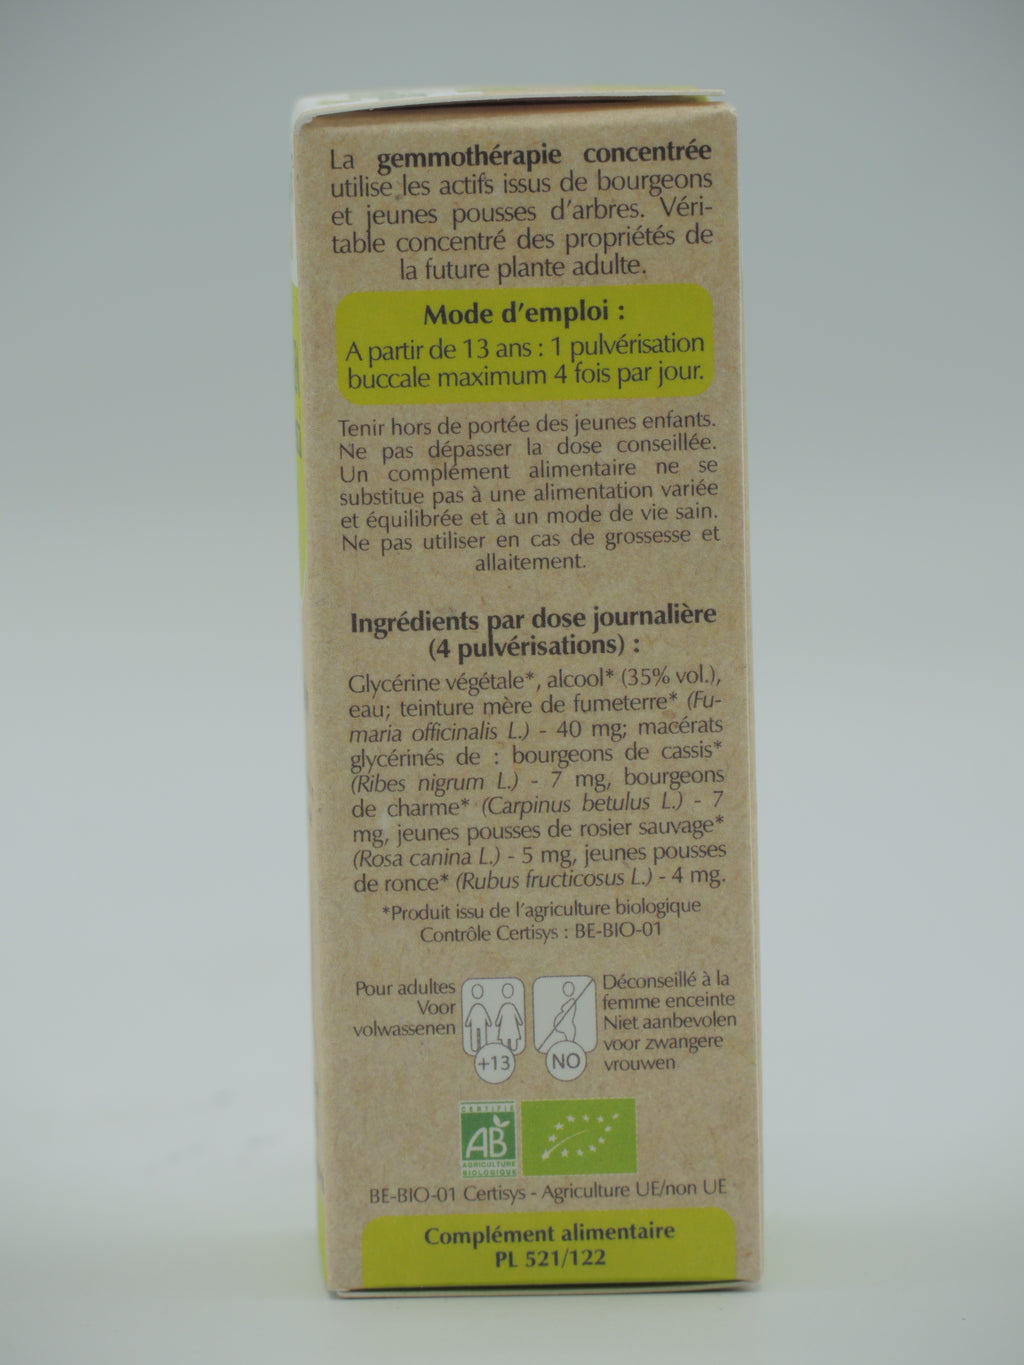 La gemmothérapie concentrée
utilise les actifs issus de bourgeons
et jeunes pousses d'arbres. Véri-
table concentré des propriétés de
la future plante adulte.
Mode d'emploi :
A partir de 13 ans : 1 pulvérisation
buccale maximum 4 fois par jour.
Tenir hors de portée des jeunes enfants.
Ne pas dépasser la dose conseillée.
Un complément alimentaire ne se
substitue pas à une alimentation variée
et équilibrée et à un mode de vie sain.
Ne pas utiliser en cas de grossesse et
allaitement.
Ingrédients par dose journalière
(4 pulvérisations) :
Glycérine végétale*, alcool* (35% vol.),
eau; teinture mère de fumeterre* (Fu-
maria officinalis L.) - 40 mg; macérats
glycérinés de : bourgeons de cassis*
(Ribes nigrum L.) - 7 mg, bourgeons
de charme* (Carpinus betulus L.) - 7
mg, jeunes pousses de rosier sauvage*
(Rosa canina L.) - 5 mg, jeunes pousses
de ronce* (Rubus fructicosus L.) - 4 mg.
*Produit issu de l'agriculture biologique
Contrôle Certisys : BE-BIO-01
Pour adultes
Voor
volwassenen
+13
NO
Déconseillé à la
femme enceinte
Niet aanbevolen
voor zwangere
vrouwen
CERTIFIÉ
AB
AGRICULTURE
BIOLOGIQUE
BE-BIO-01 Certisys - Agriculture UE/non UE
Complément alimentaire
PL 521/122